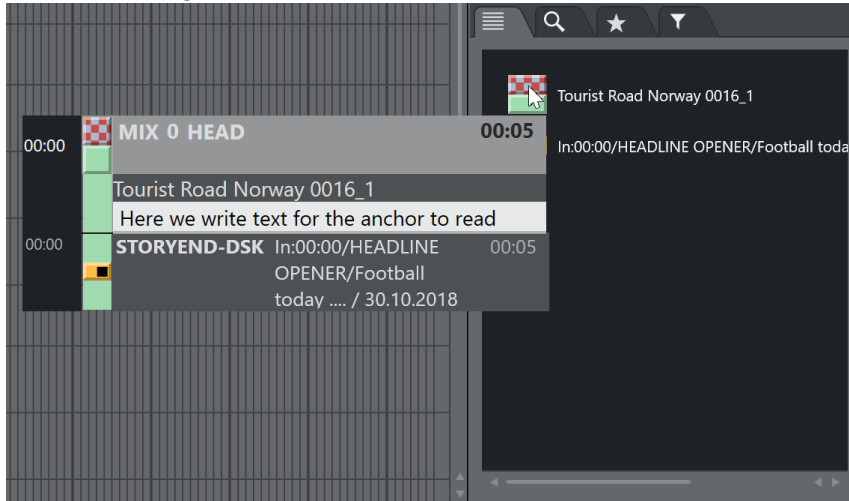 Tourist Road Norway 0016_1
00:00 MIX 0 HEAD 00:05
In:00:00/HEADLINE OPENER/Football toda
Tourist Road Norway 0016_1
Here we write text for the anchor to read
00:00 STORYEND-DSK In:00:00/HEADLINE 00:05
OPENER/Football
today .... / 30.10.2018